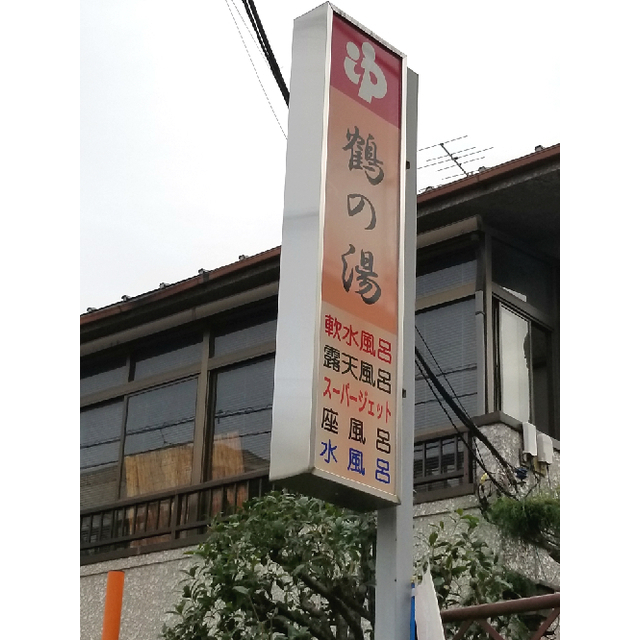 ゆ
鶴の湯
軟水風呂
露天風呂
スーパージェット
座風呂
水風呂